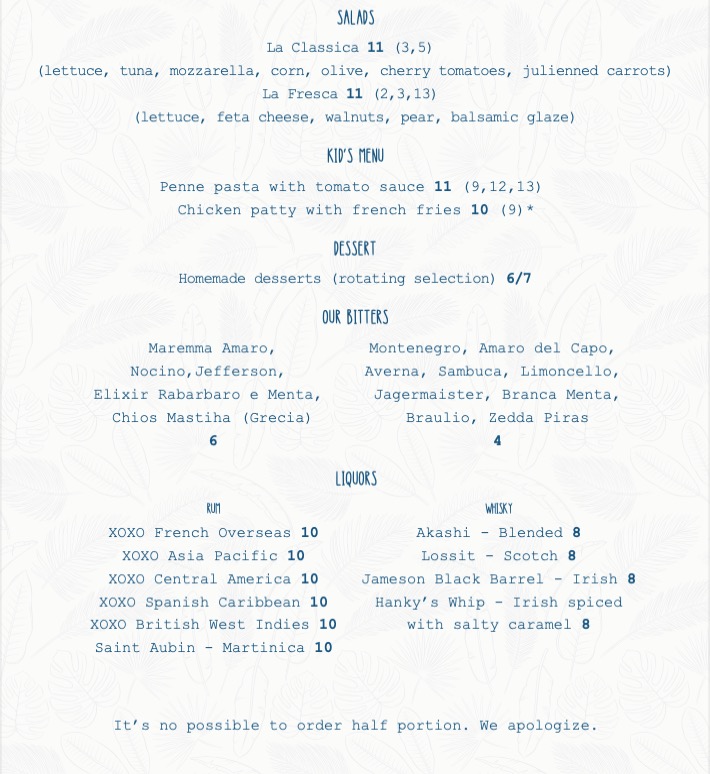 SALADS
La Classica 11 (3,5)
(lettuce, tuna, mozzarella, corn, olive, cherry tomatoes, julienned carrots)
La Fresca 11 (2,3,13)
(lettuce, feta cheese, walnuts, pear, balsamic glaze)
KID'S MENU
Penne pasta with tomato sauce 11 (9,12,13)
Chicken patty with french fries 10 (9)*
DESSERT
Homemade desserts (rotating selection) 6/7
OUR BITTERS
Maremma Amaro,
Nocino,Jefferson,
Elixir Rabarbaro e Menta,
Chios Mastiha (Grecia)
6
Montenegro, Amaro del Capo,
Averna, Sambuca, Limoncello,
Jagermaister, Branca Menta,
Braulio, Zedda Piras
4
LIQUORS
RUM
XOXO French Overseas 10
XOXO Asia Pacific 10
XOXO Central America 10
XOXO Spanish Caribbean 10
XOXO British West Indies 10
Saint Aubin - Martinica 10
WHISKY
Akashi - Blended 8
Lossit - Scotch 8
Jameson Black Barrel - Irish 8
Hanky's Whip - Irish spiced
with salty caramel 8
It's no possible to order half portion. We apologize.